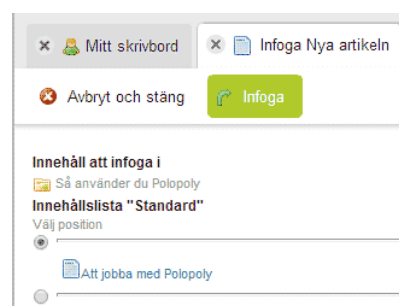 Mitt skrivbord
Infoga Nya artikeln
Avbryt och stäng
Infoga
Innehåll att infoga i
Så använder du Polopoly
Innehållslista "Standard"
Välj position
Att jobba med Polopoly